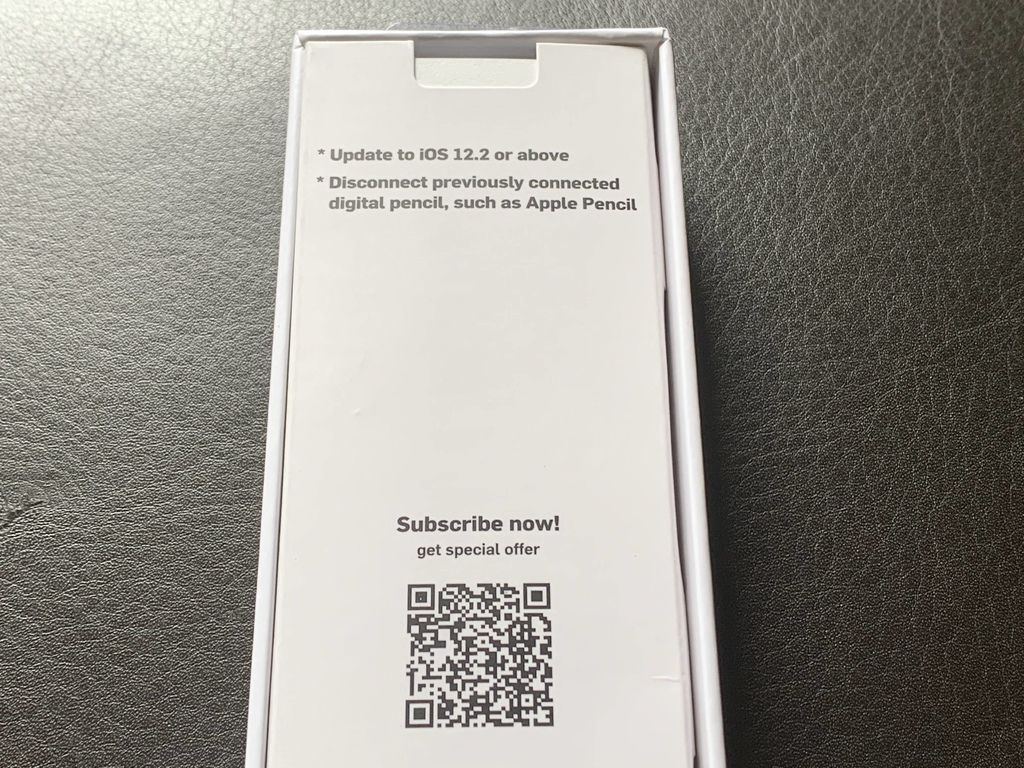 * Update to iOS 12.2 or above
* Disconnect previously connected
digital pencil, such as Apple Pencil
Subscribe now!
get special offer